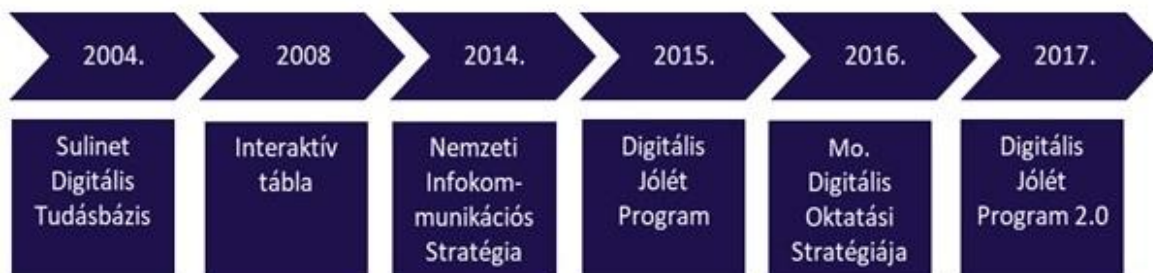 2004.
2008
2014.
2015.
2016.
2017.
Sulinet
Digitális
Tudásbázis
Interaktív
tábla
Nemzeti
Infokom-
munikációs
Stratégia
Digitális
Jólét
Program
Mo.
Digitális
Oktatási
Stratégiája
Digitális
Jólét
Program 2.0